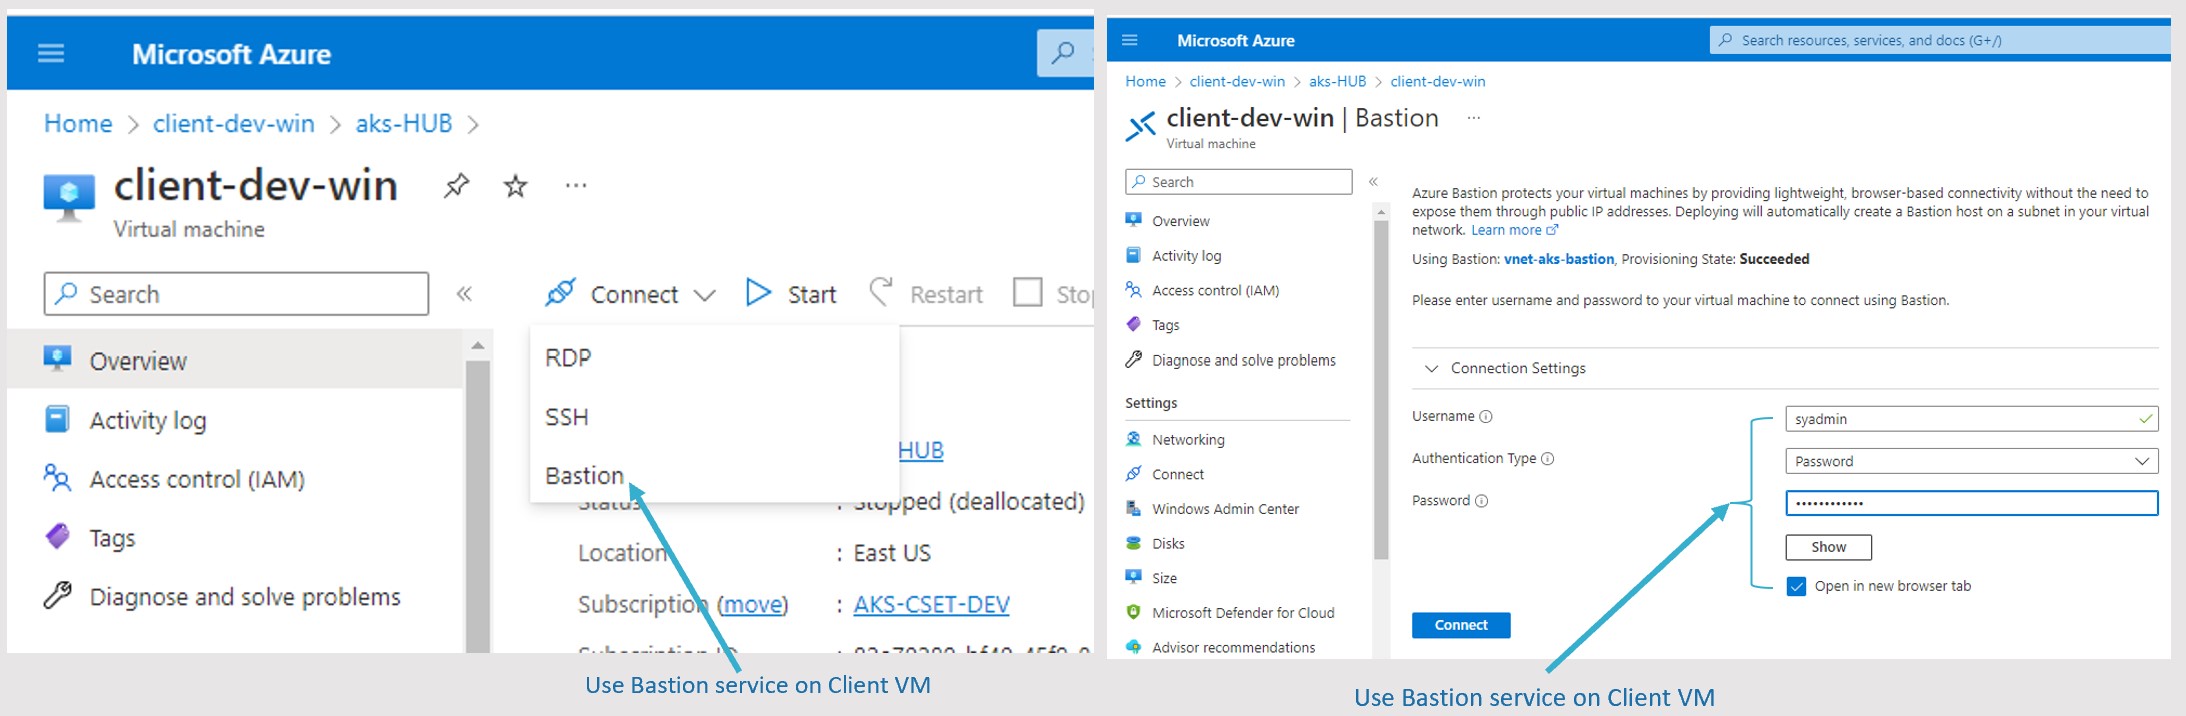 Microsoft Azure
Home > client-dev-win > aks-HUB >
client-dev-win
Virtual machine
Search
Overview
Activity log
Access control (IAM)
Tags
Diagnose and solve problems
Connect
Start
Restart
RDP
SSH
Bastion
HUB
Status : Stopped (deallocated)
Location : East US
Subscription (move) : AKS-CSET-DEV
Use Bastion service on Client VM
Microsoft Azure
Search resources, services, and docs (G+/)
Home > client-dev-win > aks-HUB > client-dev-win
client-dev-win | Bastion ...
Virtual machine
Search
Overview
Activity log
Access control (IAM)
Tags
Diagnose and solve problems
Settings
Networking
Connect
Windows Admin Center
Disks
Size
Microsoft Defender for Cloud
Advisor recommendations
Azure Bastion protects your virtual machines by providing lightweight, browser-based connectivity without the need to
expose them through public IP addresses. Deploying will automatically create a Bastion host on a subnet in your virtual
network. Learn more
Using Bastion: vnet-aks-bastion, Provisioning State: Succeeded
Please enter username and password to your virtual machine to connect using Bastion.
Connection Settings
Username
syadmin
Authentication Type
Password
Password
Show
Open in new browser tab
Connect
Use Bastion service on Client VM